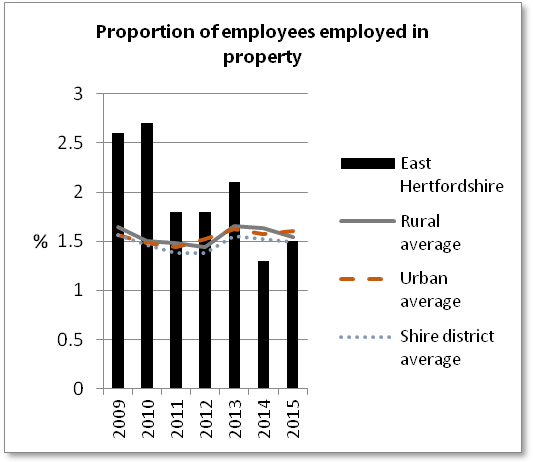 Proportion of employees employed in
property
3
2.5
2
1.5
1
0.5
0
%
2009
2010
2011
2012
2013
2014
2015
East
Hertfordshire
Rural
average
Urban
average
Shire district
average